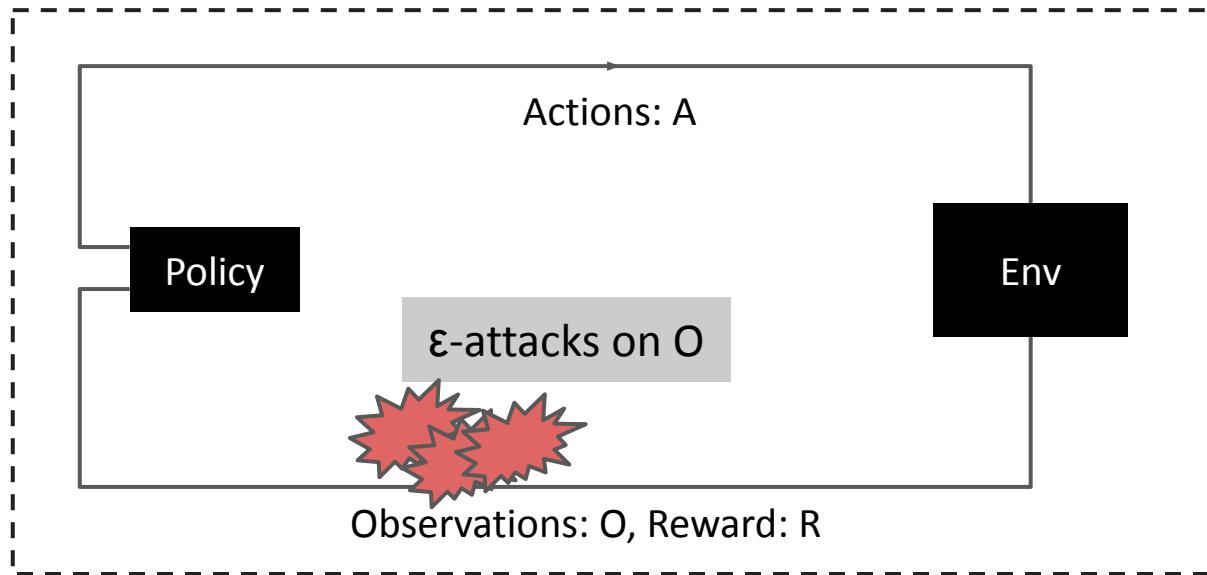 Actions: A
Policy
Env
ε-attacks on O
Observations: O, Reward: R